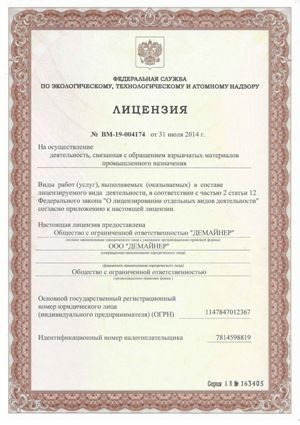 ФЕДЕРАЛЬНАЯ СЛУЖБА
ПО ЭКОЛОГИЧЕСКОМУ, ТЕХНОЛОГИЧЕСКОМУ И АТОМНОМУ НАДЗОРУ
ЛИЦЕНЗИЯ
№ ВМ-19-004174 от 31 июля 2014 г.
На осуществление
деятельность, связанная с обращением взрывчатых материалов
промышленного назначения
Виды работ (услуг), выполняемых (оказываемых) в составе
лицензируемого вида деятельности, в соответствии с частью 2 статьи 12
Федерального закона "О лицензировании отдельных видов деятельности"
согласно приложению к настоящей лицензии.
Настоящая лицензия предоставлена
Общество с ограниченной ответственностью "ДЕМАЙНЕР"
(полное наименование юридического лица с указанием организационно-правовой формы)
ООО "ДЕМАЙНЕР"
(сокращенное наименование юридического лица)
(фирменное наименование юридического лица)
Общество с ограниченной ответственностью
(организационно-правовая форма)
Основной государственный регистрационный
номер юридического лица
(индивидуального предпринимателя) (ОГРН) 1147847012367
Идентификационный номер налогоплательщика 7814598819
Серия А В № 163405